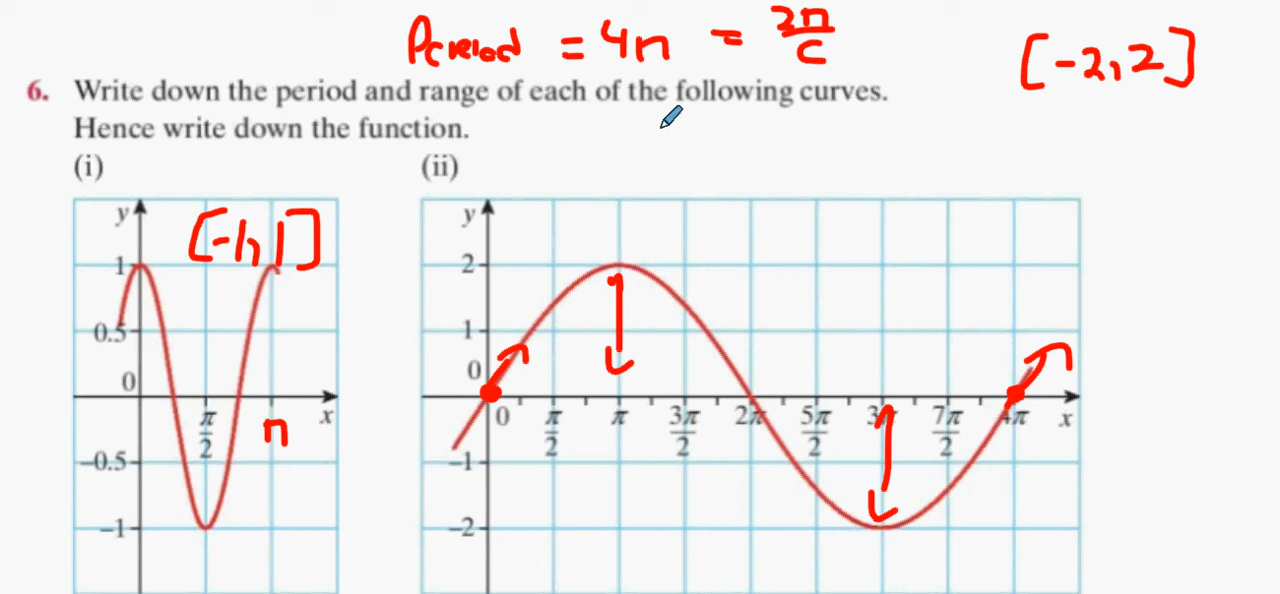 Period = 4π = 2π/c
[-2, 2]
6. Write down the period and range of each of the following curves.
Hence write down the function.
(i) (ii)
y [-1, 1] y
1 2
0.5 1
0 0
π/2 π x 0 π/2 π 3π/2 2π 5π/2 3π 7π/2 4π x
-0.5 -1
-1 -2